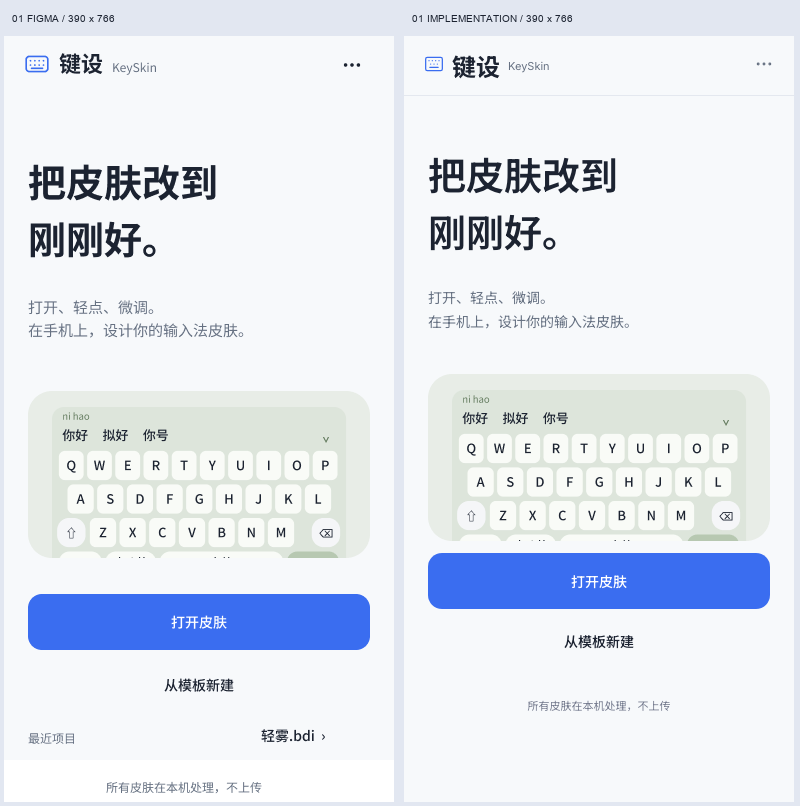 01 FIGMA / 390 x 766
键设 KeySkin
•••
把皮肤改到
刚刚好。
打开、轻点、微调。
在手机上，设计你的输入法皮肤。
ni hao
你好 拟好 你号
Q W E R T Y U I O P
A S D F G H J K L
Z X C V B N M
打开皮肤
从模板新建
最近项目 轻雾.bdi ›
所有皮肤在本机处理，不上传
01 IMPLEMENTATION / 390 x 766
键设 KeySkin
•••
把皮肤改到
刚刚好。
打开、轻点、微调。
在手机上，设计你的输入法皮肤。
ni hao
你好 拟好 你号
Q W E R T Y U I O P
A S D F G H J K L
Z X C V B N M
打开皮肤
从模板新建
所有皮肤在本机处理，不上传